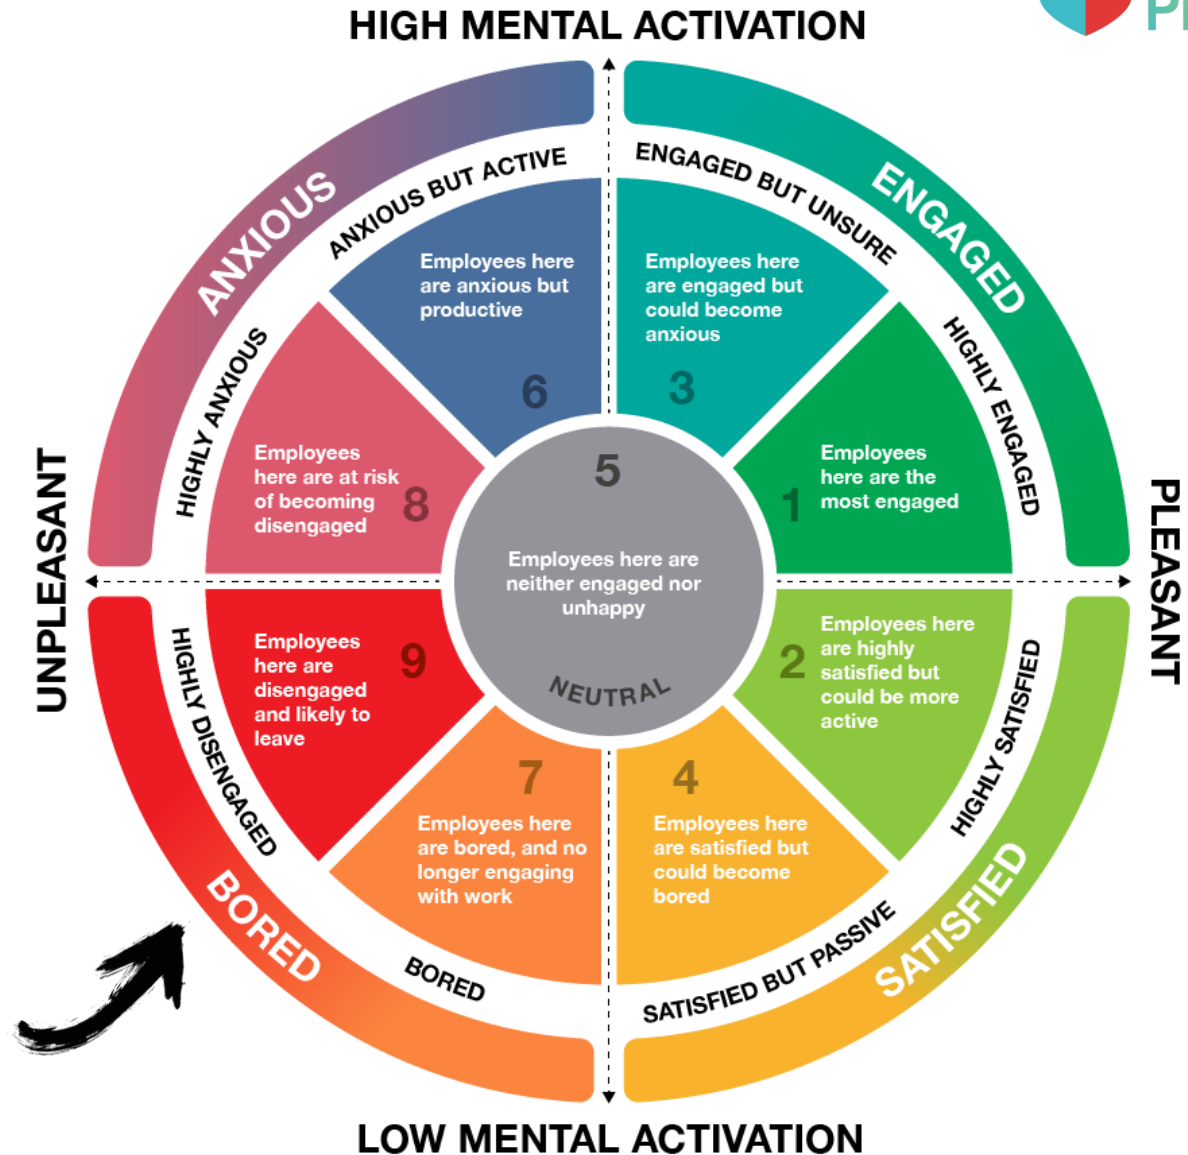 HIGH MENTAL ACTIVATION
ANXIOUS
ENGAGED
ANXIOUS BUT ACTIVE
ENGAGED BUT UNSURE
Employees here
are anxious but
productive
6
Employees here
are engaged but
could become
anxious
3
HIGHLY ANXIOUS
HIGHLY ENGAGED
Employees
here are at risk
of becoming
disengaged
8
5
Employees here are
neither engaged nor
unhappy
NEUTRAL
Employees
here are the
most engaged
1
UNPLEASANT
PLEASANT
HIGHLY DISENGAGED
Employees
here are
disengaged
and likely to
leave
9
2
Employees here
are highly
satisfied but
could be more
active
HIGHLY SATISFIED
7
Employees here
are bored, and no
longer engaging
with work
4
Employees here
are satisfied but
could become
bored
BORED
BORED
SATISFIED BUT PASSIVE
SATISFIED
LOW MENTAL ACTIVATION